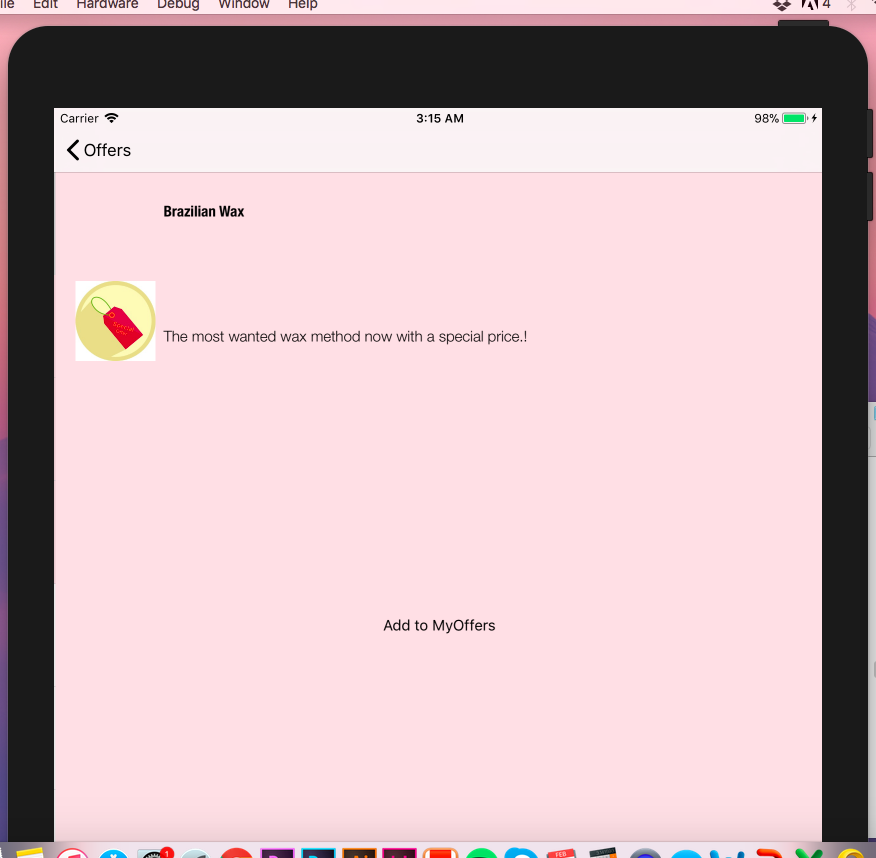 ile Edit Hardware Debug Window Help 4
Carrier 3:15 AM 98%
Offers
Brazilian Wax
Special
The most wanted wax method now with a special price.!
Add to MyOffers
1
FEB